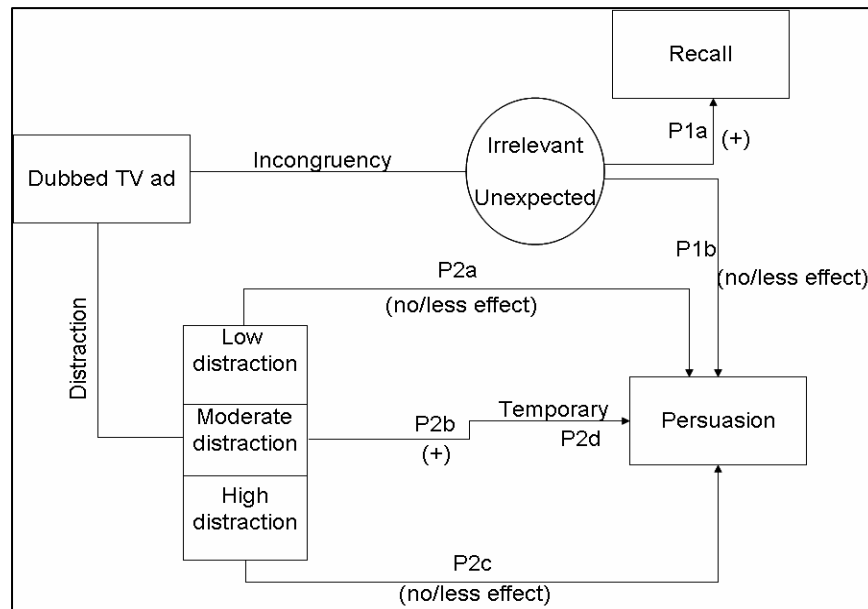 Recall
P1a
(+)
Incongruency
Irrelevant
Unexpected
Dubbed TV ad
P1b
(no/less effect)
P2a
(no/less effect)
Distraction
Low
distraction
Moderate
distraction
High
distraction
P2b
(+)
Temporary
P2d
Persuasion
P2c
(no/less effect)